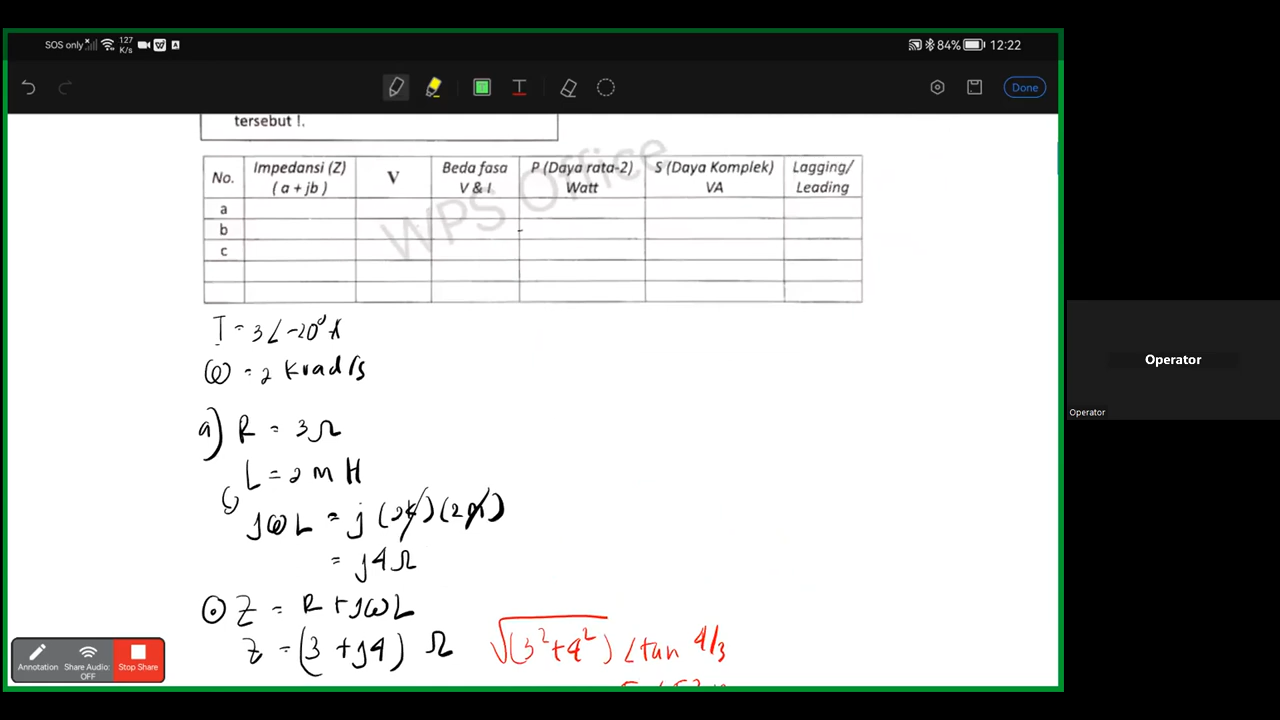 SOS only 127 K/s 84% 12:22
Done
tersebut !.
No. Impedansi (Z) ( a + jb ) V Beda fasa V & I P (Daya rata-2) Watt S (Daya Komplek) VA Lagging/ Leading
a
b
c
WPS Office
I = 3∠-20° A
ω = 2 Krad/s
a) R = 3Ω
L = 2 mH
jωL = j (2k)(2m)
= j4Ω
Z = R + jωL
Z = (3 + j4) Ω √(3²+4²) ∠tan 4/3
Annotation Share Audio: OFF Stop Share
Operator
Operator